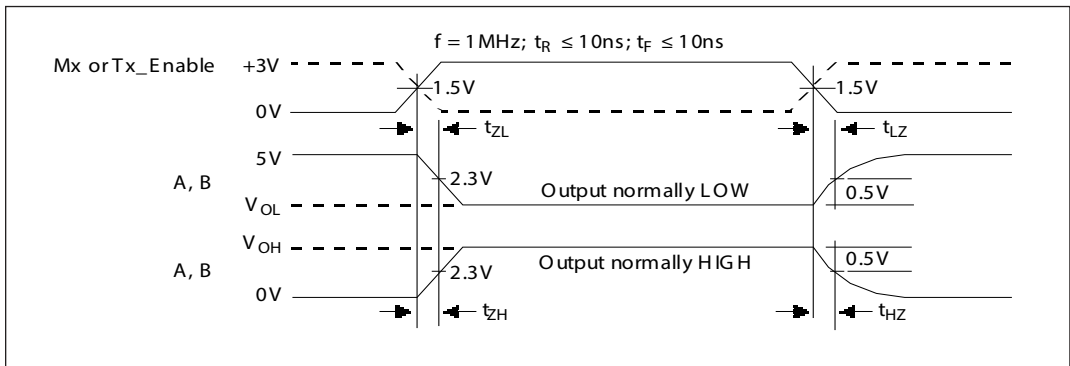 f = 1MHz; tR ≤ 10ns; tF ≤ 10ns
Mx or Tx_Enable
+3V
1.5V
1.5V
0V
tZL
tLZ
5V
A, B
2.3V
Output normally LOW
0.5V
VOL
VOH
A, B
2.3V
Output normally HIGH
0.5V
0V
tZH
tHZ